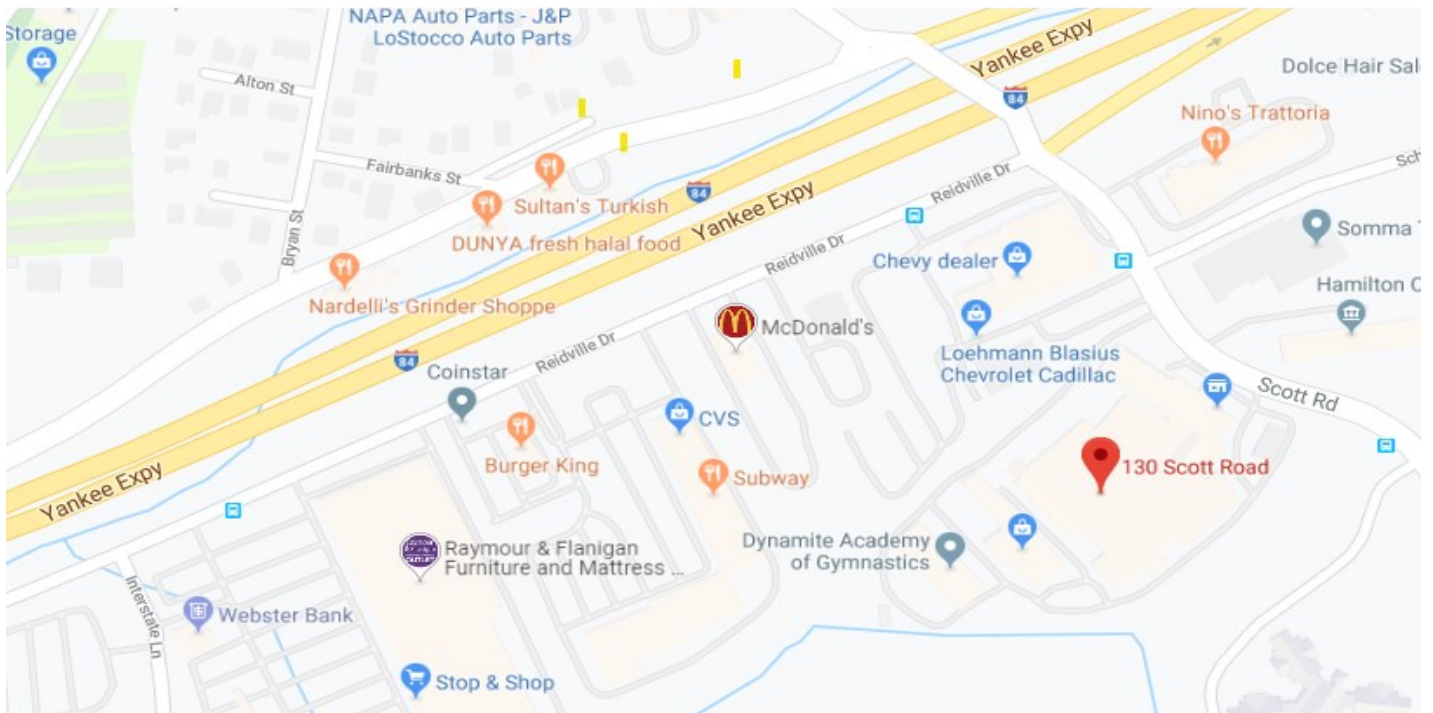 NAPA Auto Parts - J&P
LoStocco Auto Parts
Storage
Yankee Expy
Dolce Hair Sal
Alton St
84
Nino's Trattoria
Fairbanks St
Sch
Reidville Dr
84
Sultan's Turkish
Yankee Expy
DUNYA fresh halal food
Bryan St
Somma T
Reidville Dr
Chevy dealer
Hamilton C
Nardelli's Grinder Shoppe
McDonald's
Reidville Dr
84
Loehmann Blasius
Chevrolet Cadillac
Coinstar
Scott Rd
CVS
Burger King
Subway
130 Scott Road
Yankee Expy
Raymour & Flanigan
Furniture and Mattress ...
Dynamite Academy
of Gymnastics
Interstate Ln
Webster Bank
Stop & Shop